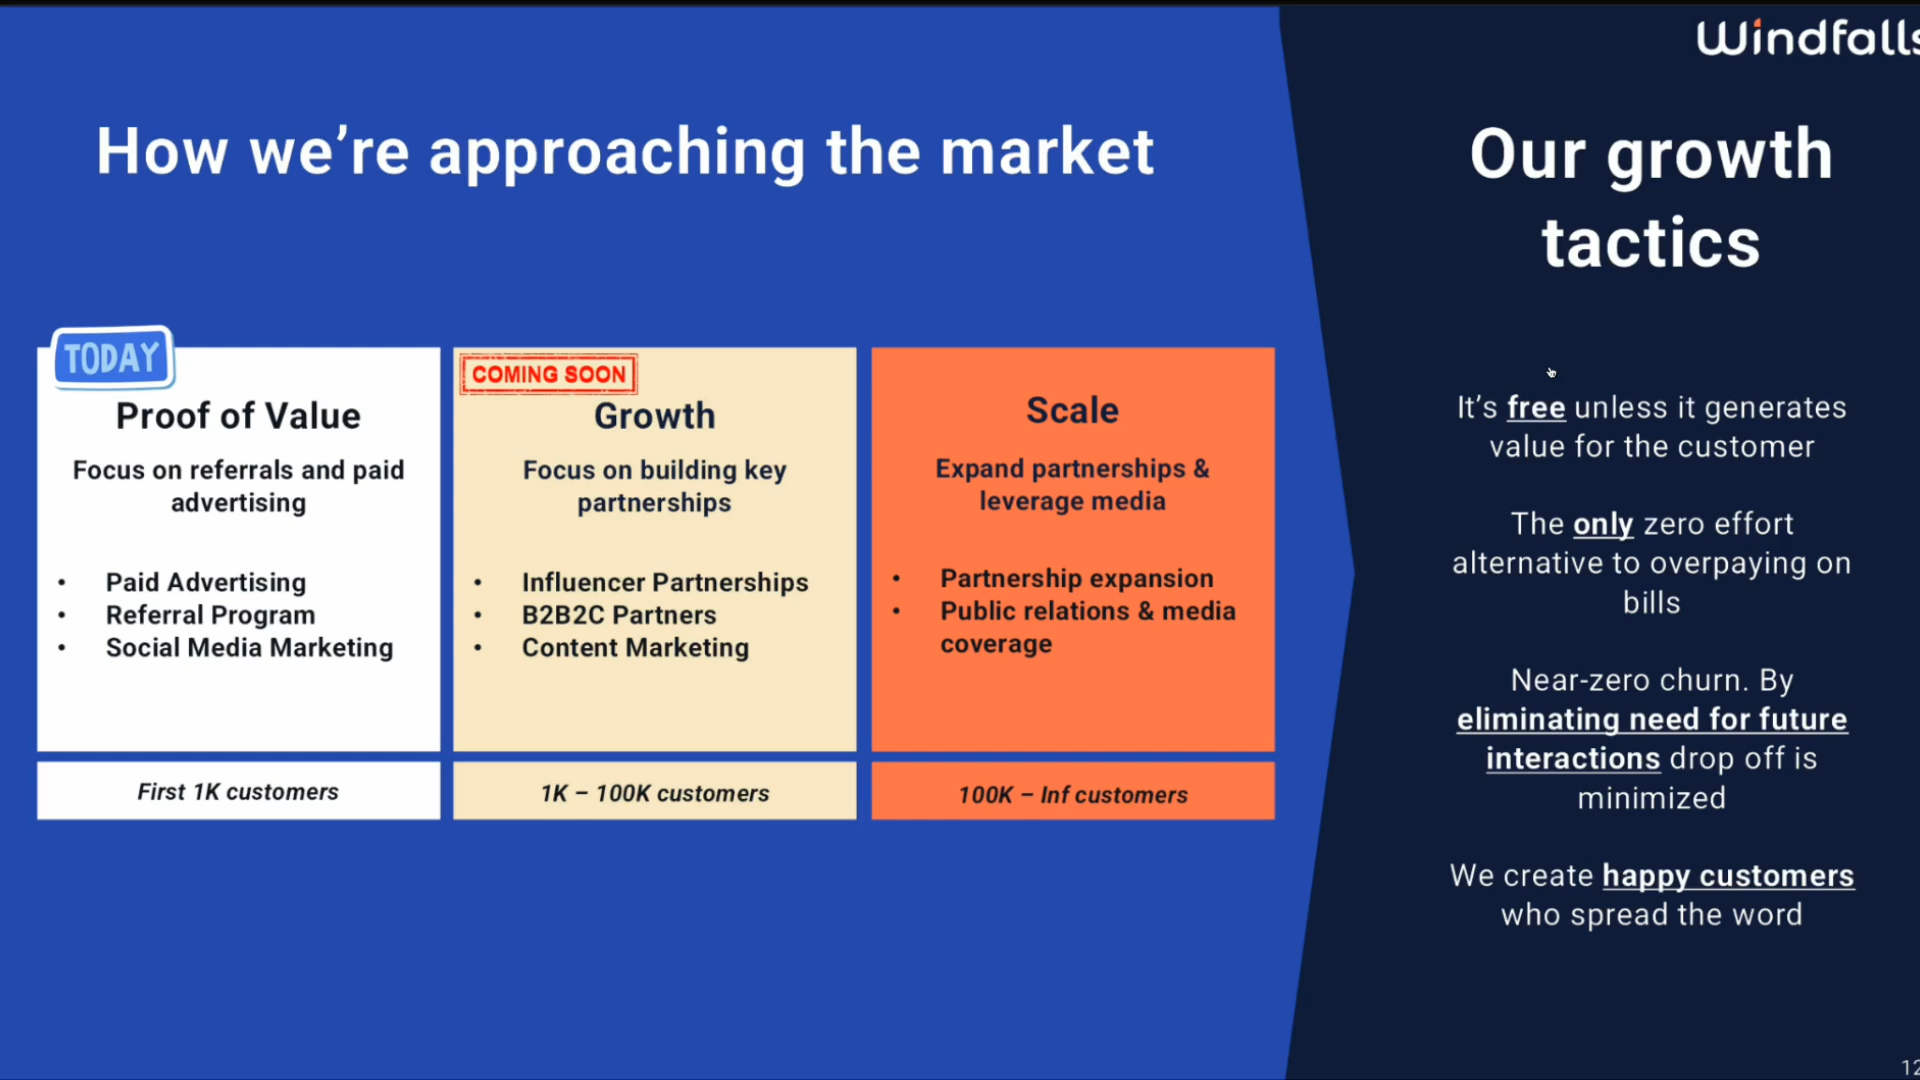 Windfalls
How we’re approaching the market
TODAY
Proof of Value
Focus on referrals and paid
advertising
• Paid Advertising
• Referral Program
• Social Media Marketing
First 1K customers
COMING SOON
Growth
Focus on building key
partnerships
• Influencer Partnerships
• B2B2C Partners
• Content Marketing
1K – 100K customers
Scale
Expand partnerships &
leverage media
• Partnership expansion
• Public relations & media
coverage
100K – Inf customers
Our growth
tactics
It’s free unless it generates
value for the customer
The only zero effort
alternative to overpaying on
bills
Near-zero churn. By
eliminating need for future
interactions drop off is
minimized
We create happy customers
who spread the word
12